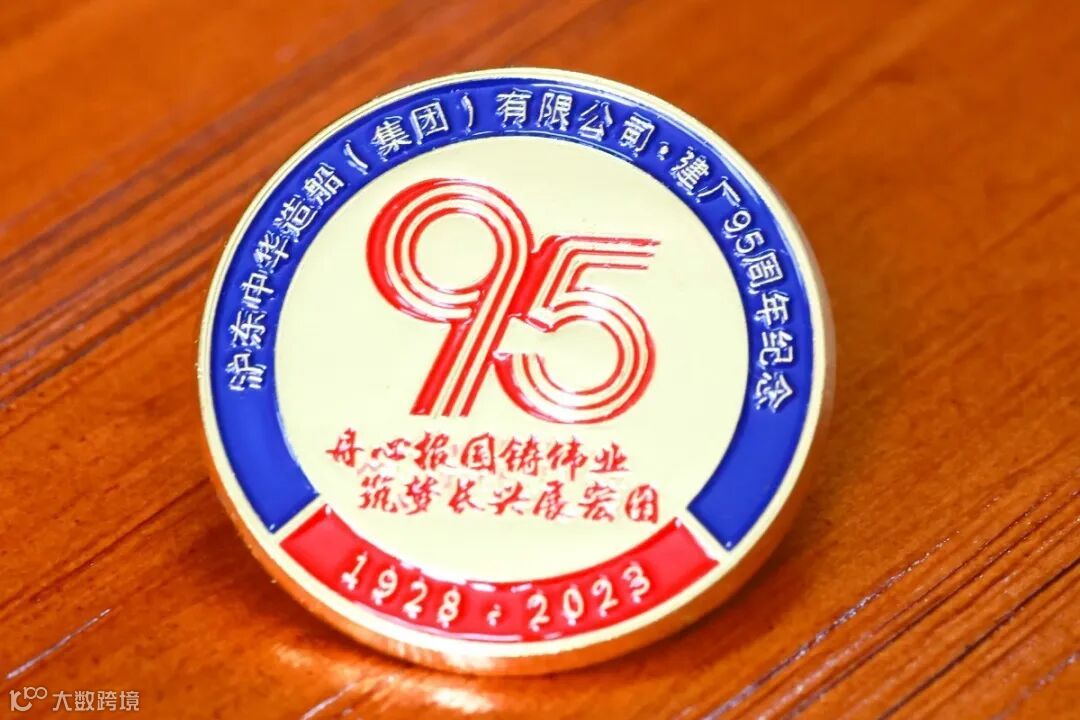 沪东中华造船(集团)有限公司·建厂95周年纪念
95
丹心报国铸伟业
筑梦长兴展宏图
1928·2023
大数跨境